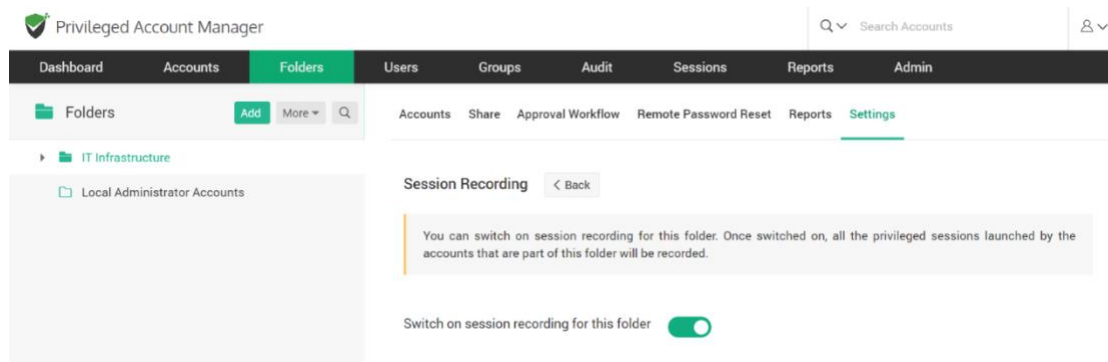 Privileged Account Manager
Search Accounts
Dashboard Accounts Folders Users Groups Audit Sessions Reports Admin
Folders Add More
Accounts Share Approval Workflow Remote Password Reset Reports Settings
IT Infrastructure
Local Administrator Accounts
Session Recording < Back
You can switch on session recording for this folder. Once switched on, all the privileged sessions launched by the
accounts that are part of this folder will be recorded.
Switch on session recording for this folder